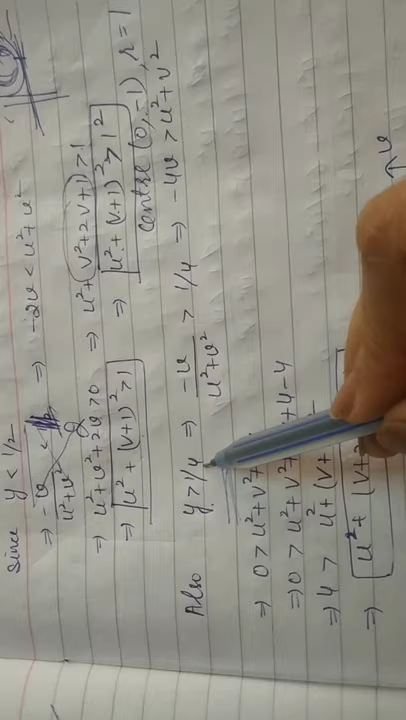 since y < 1/2
⇒ -v/(u²+v²) < ⇒ -2v < u²+v²
⇒ u²+v²+2v>0 ⇒ u²+v²+2v+1>1
⇒ u²+(v+1)²>1 ⇒ u²+(v+1)²>1²
centre (0,-1), r=1
Also y>1/4 ⇒ -v/(u²+v²) > 1/4 ⇒ -4v>u²+v²
⇒ 0>u²+v²+
⇒ 0>u²+v²+ +4-4
⇒ 4>u²+(v+
⇒ u²+(v+2
v